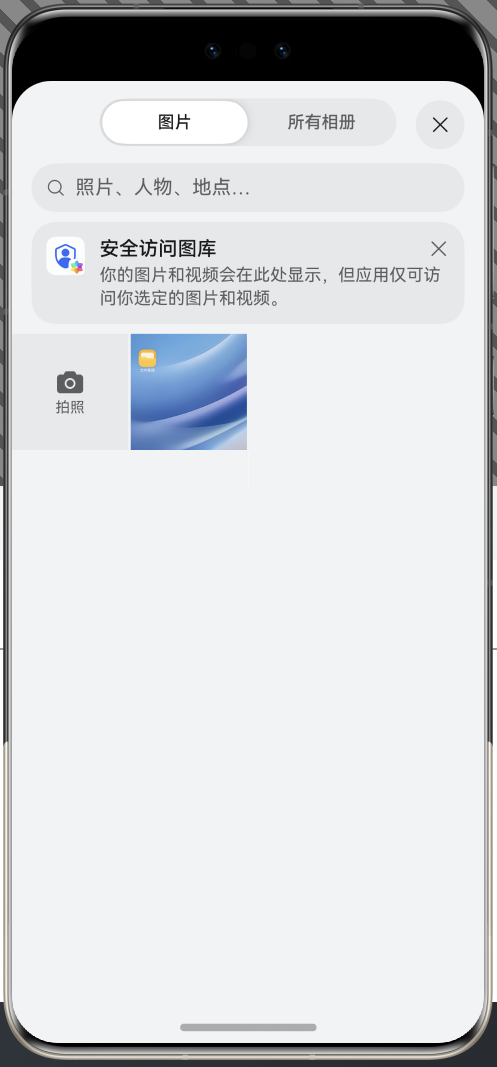 图片
所有相册
照片、人物、地点...
安全访问图库
你的图片和视频会在此处显示，但应用仅可访
问你选定的图片和视频。
拍照